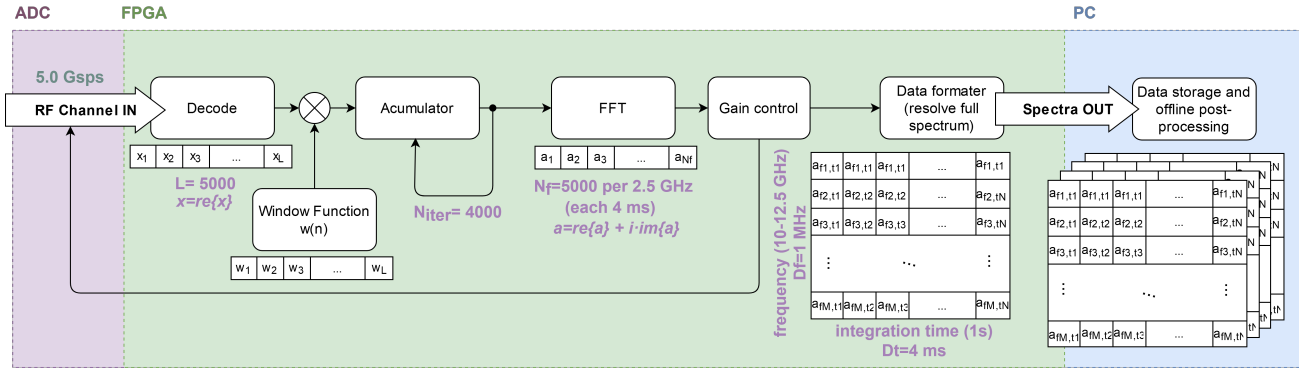 ADC
FPGA
PC
5.0 Gsps
RF Channel IN
Decode
Acumulator
FFT
Gain control
Data formater
(resolve full
spectrum)
Spectra OUT
Data storage and
offline post-
processing
x1 x2 x3 ... xL
L= 5000
x=re{x}
Window Function
w(n)
w1 w2 w3 ... wL
Niter= 4000
a1 a2 a3 ... aNf
Nf=5000 per 2.5 GHz
(each 4 ms)
a=re{a} + i·im{a}
frequency (10-12.5 GHz)
Df=1 MHz
af1,t1 af1,t1 af1,t1 ... af1,t1
af2,t1 af2,t2 af2,t2 ... af2,tN
af3,t1 af3,t2 af3,t3 ... af3,tN
⋮ ⋱ ⋮
afM,t1 afM,t2 afM,t3 ... afM,tN
integration time (1s)
Dt=4 ms
af1,t1 af1,t1 af1,t1 ... af1,t1
af2,t1 af2,t2 af2,t2 ... af2,tN
af3,t1 af3,t2 af3,t3 ... af3,tN
⋮ ⋱ ⋮
afM,t1 afM,t2 afM,t3 ... afM,tN